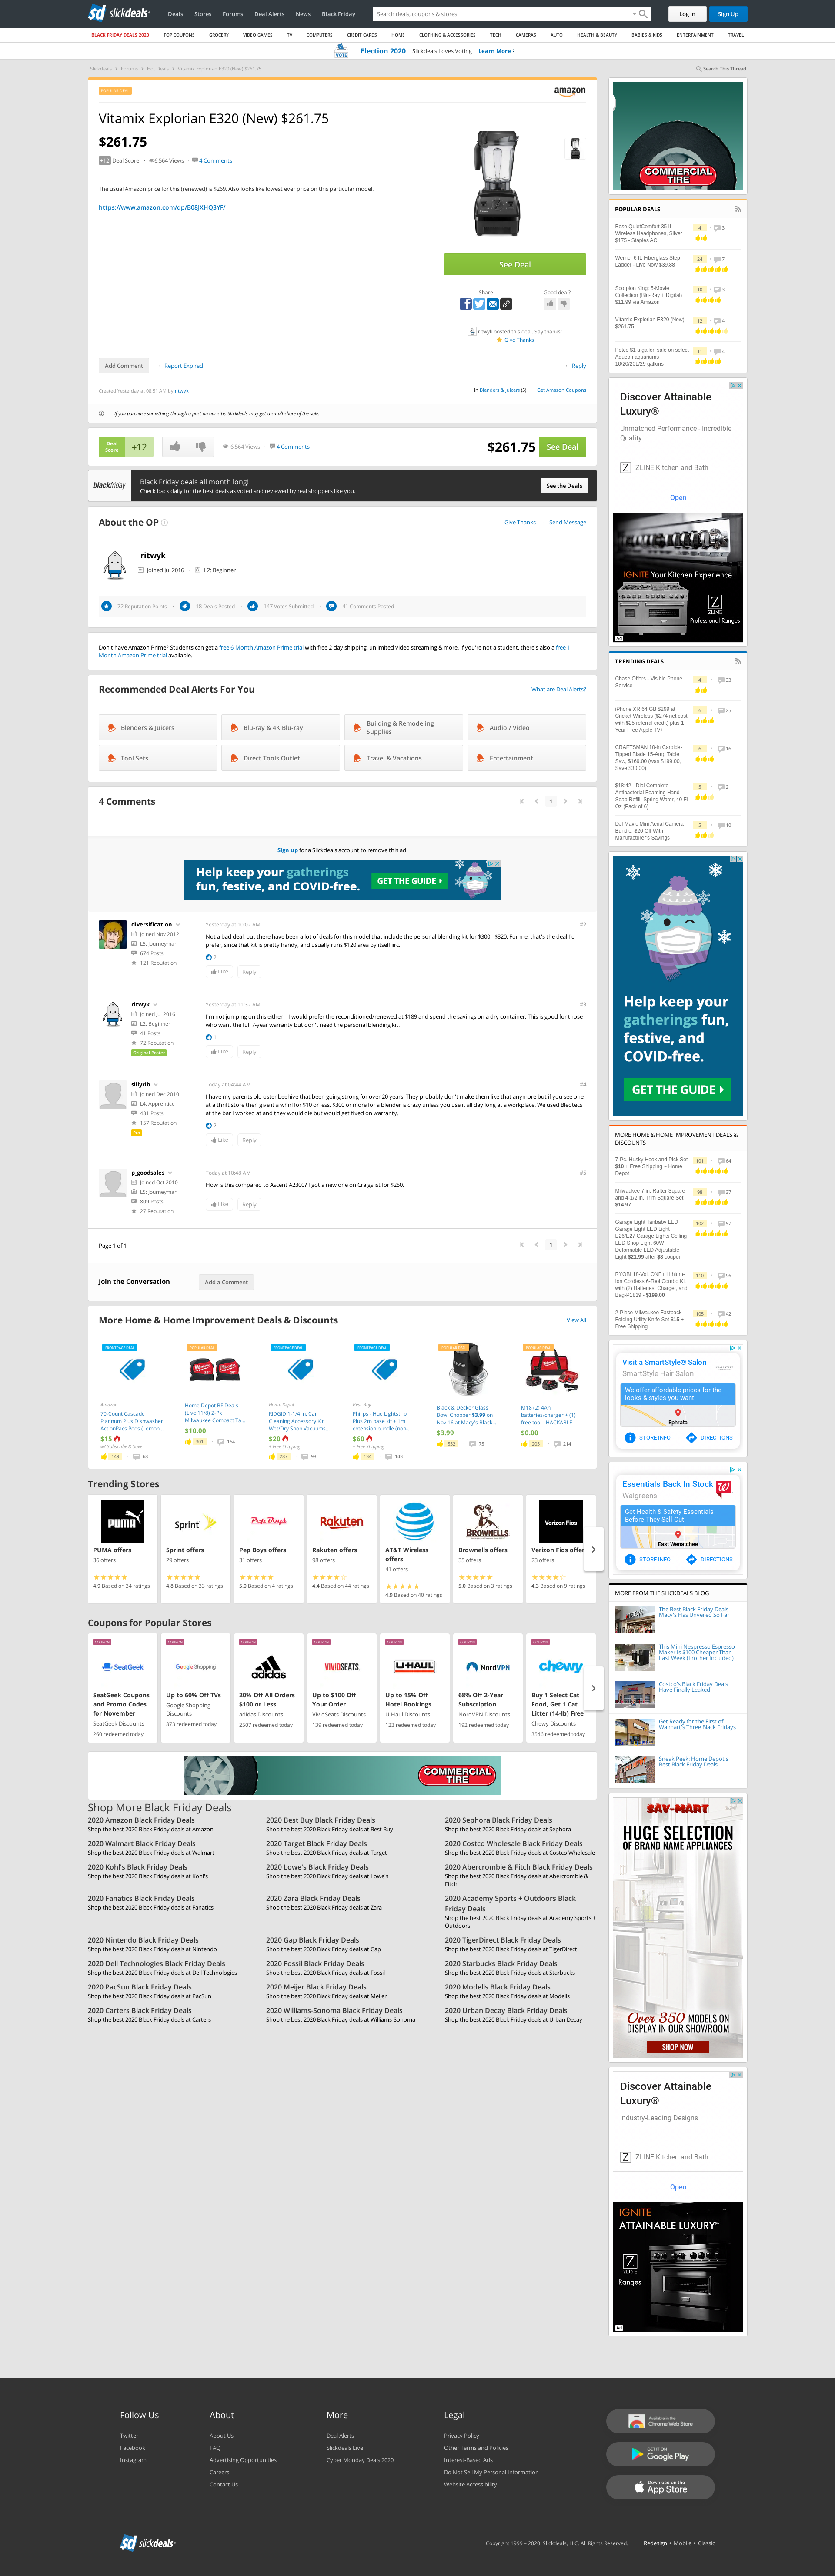 slickdeals
Deals
Stores
Forums
Deal Alerts
News
Black Friday
Search deals, coupons & stores
Log In
Sign Up
BLACK FRIDAY DEALS 2020
TOP COUPONS
GROCERY
VIDEO GAMES
TV
COMPUTERS
CREDIT CARDS
HOME
CLOTHING & ACCESSORIES
TECH
CAMERAS
AUTO
HEALTH & BEAUTY
BABIES & KIDS
ENTERTAINMENT
TRAVEL
VOTE
Election 2020
Slickdeals Loves Voting
Learn More
Slickdeals
Forums
Hot Deals
Vitamix Explorian E320 (New) $261.75
Search This Thread
POPULAR DEAL
amazon
Vitamix Explorian E320 (New) $261.75
$261.75
+12 Deal Score
6,564 Views
4 Comments
The usual Amazon price for this (renewed) is $269. Also looks like lowest ever price on this particular model.
https://www.amazon.com/dp/B08JXHQ3YF/
See Deal
Share
Good deal?
ritwyk posted this deal. Say thanks!
Give Thanks
Add Comment
Report Expired
Reply
Created Yesterday at 08:51 AM by ritwyk
in Blenders & Juicers (5)
Get Amazon Coupons
If you purchase something through a post on our site, Slickdeals may get a small share of the sale.
Deal Score
+12
6,564 Views
4 Comments
$261.75
See Deal
blackfriday
Black Friday deals all month long!
Check back daily for the best deals as voted and reviewed by real shoppers like you.
See the Deals
About the OP
Give Thanks
Send Message
ritwyk
Joined Jul 2016
L2: Beginner
72 Reputation Points
18 Deals Posted
147 Votes Submitted
41 Comments Posted
Don't have Amazon Prime? Students can get a free 6-Month Amazon Prime trial with free 2-day shipping, unlimited video streaming & more. If you're not a student, there's also a free 1-
Month Amazon Prime trial available.
Recommended Deal Alerts For You
What are Deal Alerts?
Blenders & Juicers
Blu-ray & 4K Blu-ray
Building & Remodeling Supplies
Audio / Video
Tool Sets
Direct Tools Outlet
Travel & Vacations
Entertainment
4 Comments
1
Sign up for a Slickdeals account to remove this ad.
Help keep your gatherings
fun, festive, and COVID-free.
GET THE GUIDE
diversification
Joined Nov 2012
L5: Journeyman
674 Posts
121 Reputation
Yesterday at 10:02 AM
#2
Not a bad deal, but there have been a lot of deals for this model that include the personal blending kit for $300 - $320. For me, that's the deal I'd
prefer, since that kit is pretty handy, and usually runs $120 area by itself iirc.
2
Like
Reply
ritwyk
Joined Jul 2016
L2: Beginner
41 Posts
72 Reputation
Original Poster
Yesterday at 11:32 AM
#3
I'm not jumping on this either—I would prefer the reconditioned/renewed at $189 and spend the savings on a dry container. This is good for those
who want the full 7-year warranty but don't need the personal blending kit.
1
Like
Reply
sillyrib
Joined Dec 2010
L4: Apprentice
431 Posts
157 Reputation
Pro
Today at 04:44 AM
#4
I have my parents old oster beehive that been going strong for over 20 years. They probably don't make them like that anymore but if you see one
at a thrift store then give it a whirl for $10 or less. $300 or more for a blender is crazy unless you use it all day long at a workplace. We used Bledtecs
at the bar I worked at and they would die but would get fixed on warranty.
2
Like
Reply
p_goodsales
Joined Oct 2010
L5: Journeyman
809 Posts
27 Reputation
Today at 10:48 AM
#5
How is this compared to Ascent A2300? I got a new one on Craigslist for $250.
Like
Reply
Page 1 of 1
1
Join the Conversation
Add a Comment
More Home & Home Improvement Deals & Discounts
View All
FRONTPAGE DEAL
Amazon
70-Count Cascade
Platinum Plus Dishwasher
ActionPacs Pods (Lemon...
$15
w/ Subscribe & Save
149
68
POPULAR DEAL
Home Depot BF Deals
(Live 11/8) 2-Pk
Milwaukee Compact Ta...
$10.00
301
164
FRONTPAGE DEAL
Home Depot
RIDGID 1-1/4 in. Car
Cleaning Accessory Kit
Wet/Dry Shop Vacuums...
$20
+ Free Shipping
287
98
FRONTPAGE DEAL
Best Buy
Philips - Hue Lightstrip
Plus 2m base kit + 1m
extension bundle (non-...
$60
+ Free Shipping
134
143
POPULAR DEAL
Black & Decker Glass
Bowl Chopper $3.99 on
Nov 16 at Macy's Black...
$3.99
552
75
POPULAR DEAL
M18 (2) 4Ah
batteries+charger + (1)
free tool - HACKABLE
$0.00
205
214
Trending Stores
PUMA
PUMA offers
36 offers
4.9 Based on 34 ratings
Sprint
Sprint offers
29 offers
4.8 Based on 33 ratings
Pep Boys
Pep Boys offers
31 offers
5.0 Based on 4 ratings
Rakuten
Rakuten offers
98 offers
4.4 Based on 44 ratings
AT&T Wireless offers
41 offers
4.9 Based on 40 ratings
BROWNELLS
Brownells offers
35 offers
5.0 Based on 3 ratings
Verizon Fios
Verizon Fios offers
23 offers
4.3 Based on 9 ratings
Coupons for Popular Stores
COUPON
SeatGeek
SeatGeek Coupons
and Promo Codes
for November
SeatGeek Discounts
260 redeemed today
COUPON
Google Shopping
Up to 60% Off TVs
Google Shopping
Discounts
873 redeemed today
COUPON
adidas
20% Off All Orders
$100 or Less
adidas Discounts
2507 redeemed today
COUPON
VIVIDSEATS
Up to $100 Off
Your Order
VividSeats Discounts
139 redeemed today
COUPON
U-HAUL
Up to 15% Off
Hotel Bookings
U-Haul Discounts
123 redeemed today
COUPON
NordVPN
68% Off 2-Year
Subscription
NordVPN Discounts
192 redeemed today
COUPON
chewy
Buy 1 Select Cat
Food, Get 1 Cat
Litter (14-lb) Free
Chewy Discounts
3546 redeemed today
COMMERCIAL TIRE
Shop More Black Friday Deals
2020 Amazon Black Friday Deals
Shop the best 2020 Black Friday deals at Amazon
2020 Best Buy Black Friday Deals
Shop the best 2020 Black Friday deals at Best Buy
2020 Sephora Black Friday Deals
Shop the best 2020 Black Friday deals at Sephora
2020 Walmart Black Friday Deals
Shop the best 2020 Black Friday deals at Walmart
2020 Target Black Friday Deals
Shop the best 2020 Black Friday deals at Target
2020 Costco Wholesale Black Friday Deals
Shop the best 2020 Black Friday deals at Costco Wholesale
2020 Kohl's Black Friday Deals
Shop the best 2020 Black Friday deals at Kohl's
2020 Lowe's Black Friday Deals
Shop the best 2020 Black Friday deals at Lowe's
2020 Abercrombie & Fitch Black Friday Deals
Shop the best 2020 Black Friday deals at Abercrombie &
Fitch
2020 Fanatics Black Friday Deals
Shop the best 2020 Black Friday deals at Fanatics
2020 Zara Black Friday Deals
Shop the best 2020 Black Friday deals at Zara
2020 Academy Sports + Outdoors Black
Friday Deals
Shop the best 2020 Black Friday deals at Academy Sports +
Outdoors
2020 Nintendo Black Friday Deals
Shop the best 2020 Black Friday deals at Nintendo
2020 Gap Black Friday Deals
Shop the best 2020 Black Friday deals at Gap
2020 TigerDirect Black Friday Deals
Shop the best 2020 Black Friday deals at TigerDirect
2020 Dell Technologies Black Friday Deals
Shop the best 2020 Black Friday deals at Dell Technologies
2020 Fossil Black Friday Deals
Shop the best 2020 Black Friday deals at Fossil
2020 Starbucks Black Friday Deals
Shop the best 2020 Black Friday deals at Starbucks
2020 PacSun Black Friday Deals
Shop the best 2020 Black Friday deals at PacSun
2020 Meijer Black Friday Deals
Shop the best 2020 Black Friday deals at Meijer
2020 Modells Black Friday Deals
Shop the best 2020 Black Friday deals at Modells
2020 Carters Black Friday Deals
Shop the best 2020 Black Friday deals at Carters
2020 Williams-Sonoma Black Friday Deals
Shop the best 2020 Black Friday deals at Williams-Sonoma
2020 Urban Decay Black Friday Deals
Shop the best 2020 Black Friday deals at Urban Decay
COMMERCIAL TIRE
POPULAR DEALS
Bose QuietComfort 35 II
Wireless Headphones, Silver
$175 - Staples AC
4
3
Werner 6 ft. Fiberglass Step
Ladder - Live Now $39.88
24
7
Scorpion King: 5-Movie
Collection (Blu-Ray + Digital)
$11.99 via Amazon
10
3
Vitamix Explorian E320 (New)
$261.75
12
4
Petco $1 a gallon sale on select
Aqueon aquariums
10/20/20L/29 gallons
11
4
Discover Attainable
Luxury®
Unmatched Performance - Incredible
Quality
ZLINE Kitchen and Bath
Open
IGNITE Your Kitchen Experience
ZLINE
Professional Ranges
Ad
TRENDING DEALS
Chase Offers - Visible Phone
Service
4
33
iPhone XR 64 GB $299 at
Cricket Wireless ($274 net cost
with $25 referral credit) plus 1
Year Free Apple TV+
6
25
CRAFTSMAN 10-in Carbide-
Tipped Blade 15-Amp Table
Saw, $169.00 (was $199.00,
Save $30.00)
6
16
$18.42 - Dial Complete
Antibacterial Foaming Hand
Soap Refill, Spring Water, 40 Fl
Oz (Pack of 6)
5
2
DJI Mavic Mini Aerial Camera
Bundle: $20 Off With
Manufacturer's Savings
5
10
Help keep your
gatherings fun,
festive, and
COVID-free.
GET THE GUIDE
MORE HOME & HOME IMPROVEMENT DEALS &
DISCOUNTS
7-Pc. Husky Hook and Pick Set
$10 + Free Shipping ~ Home
Depot
101
64
Milwaukee 7 in. Rafter Square
and 4-1/2 in. Trim Square Set
$14.97.
98
37
Garage Light Tanbaby LED
Garage Light LED Light
E26/E27 Garage Lights Ceiling
LED Shop Light 60W
Deformable LED Adjustable
Light $21.99 after $8 coupon
102
97
RYOBI 18-Volt ONE+ Lithium-
Ion Cordless 6-Tool Combo Kit
with (2) Batteries, Charger, and
Bag-P1819 - $199.00
110
96
2-Piece Milwaukee Fastback
Folding Utility Knife Set $15 +
Free Shipping
105
42
Visit a SmartStyle® Salon
SmartStyle Hair Salon
We offer affordable prices for the
looks & styles you want.
Ephrata
STORE INFO
DIRECTIONS
Essentials Back In Stock
Walgreens
Get Health & Safety Essentials
Before They Sell Out.
East Wenatchee
STORE INFO
DIRECTIONS
MORE FROM THE SLICKDEALS BLOG
The Best Black Friday Deals
Macy's Has Unveiled So Far
This Mini Nespresso Espresso
Maker Is $100 Cheaper Than
Last Week (Frother Included)
Costco's Black Friday Deals
Have Finally Leaked
Get Ready for the First of
Walmart's Three Black Fridays
Sneak Peek: Home Depot's
Best Black Friday Deals
SAV-MART
HUGE SELECTION
OF BRAND NAME APPLIANCES
Over 350 MODELS ON
DISPLAY IN OUR SHOWROOM
SHOP NOW
Discover Attainable
Luxury®
Industry-Leading Designs
ZLINE Kitchen and Bath
Open
IGNITE
ATTAINABLE LUXURY®
ZLINE
Ranges
Ad
Follow Us
Twitter
Facebook
Instagram
About
About Us
FAQ
Advertising Opportunities
Careers
Contact Us
More
Deal Alerts
Slickdeals Live
Cyber Monday Deals 2020
Legal
Privacy Policy
Other Terms and Policies
Interest-Based Ads
Do Not Sell My Personal Information
Website Accessibility
Available in the
Chrome Web Store
GET IT ON
Google Play
Download on the
App Store
slickdeals
Copyright 1999 – 2020. Slickdeals, LLC. All Rights Reserved.
Redesign • Mobile • Classic